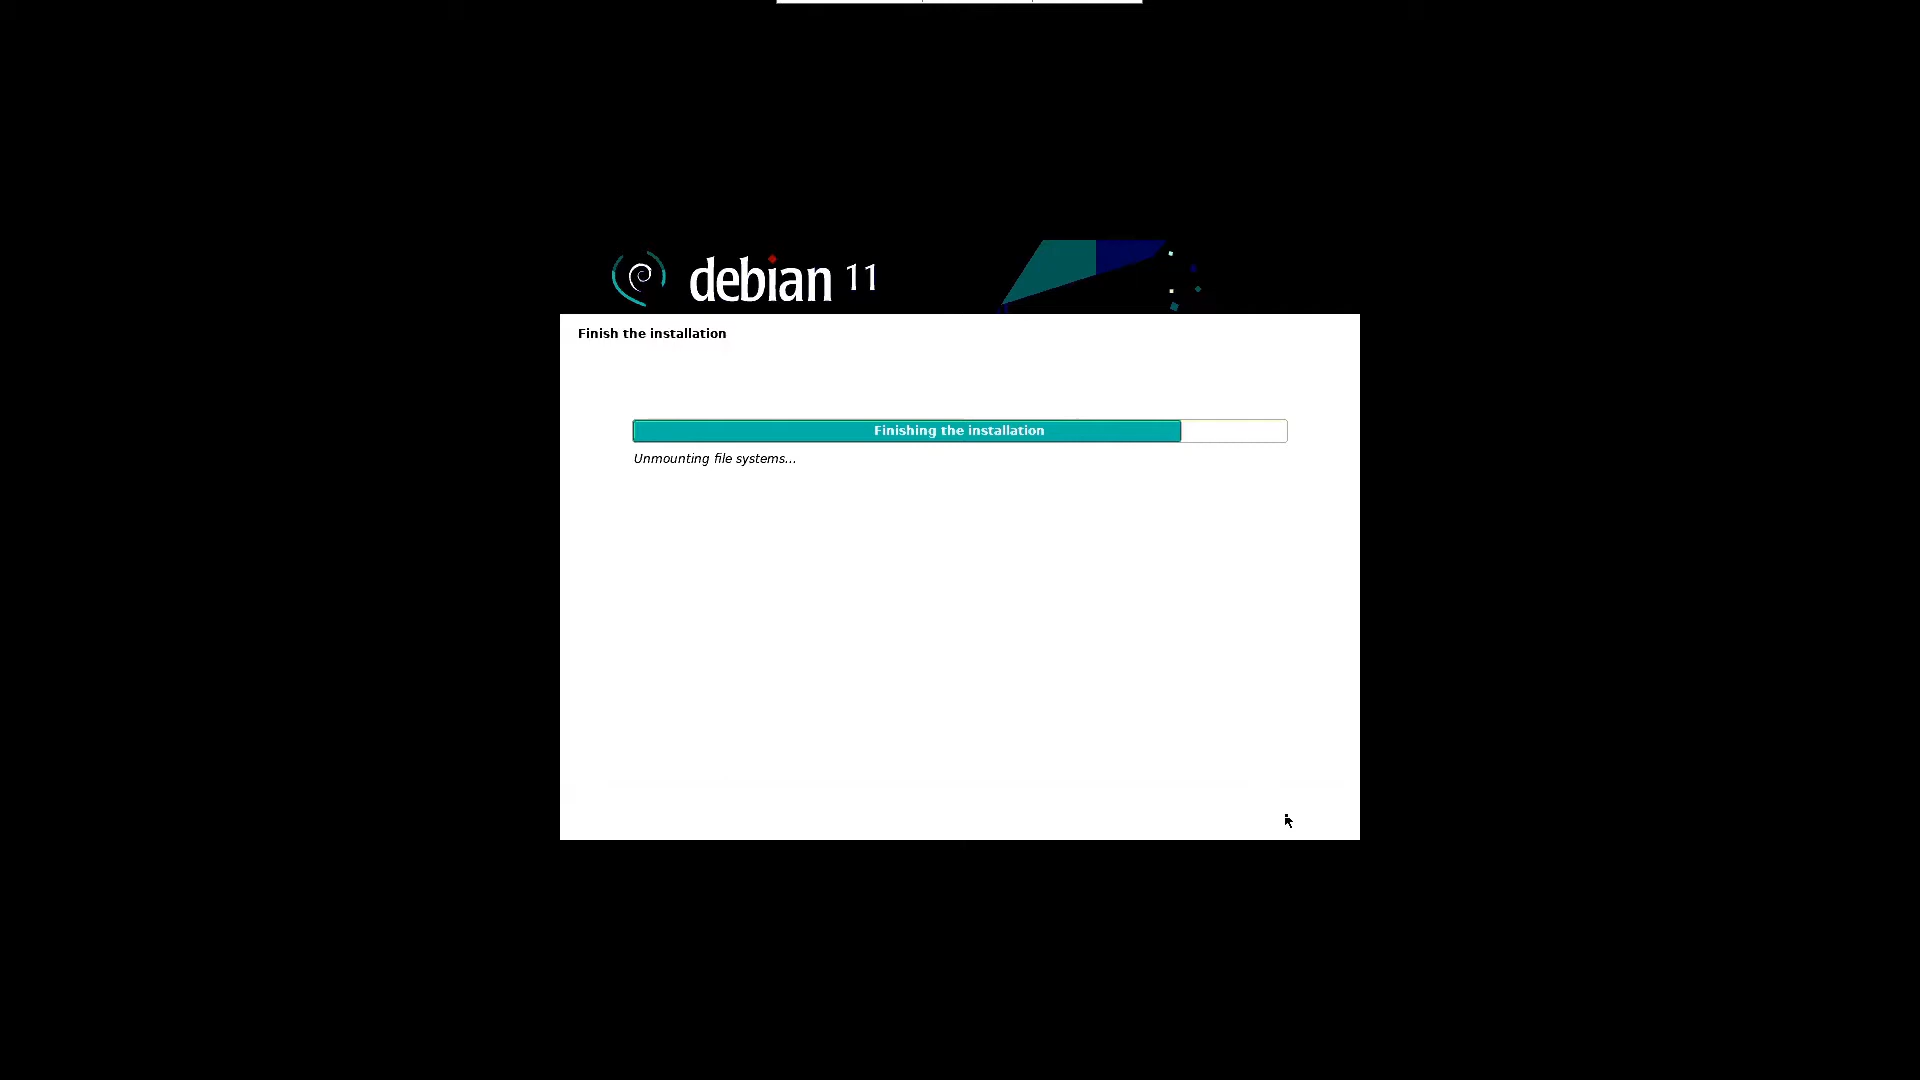 debian 11
Finish the installation
Finishing the installation
Unmounting file systems...